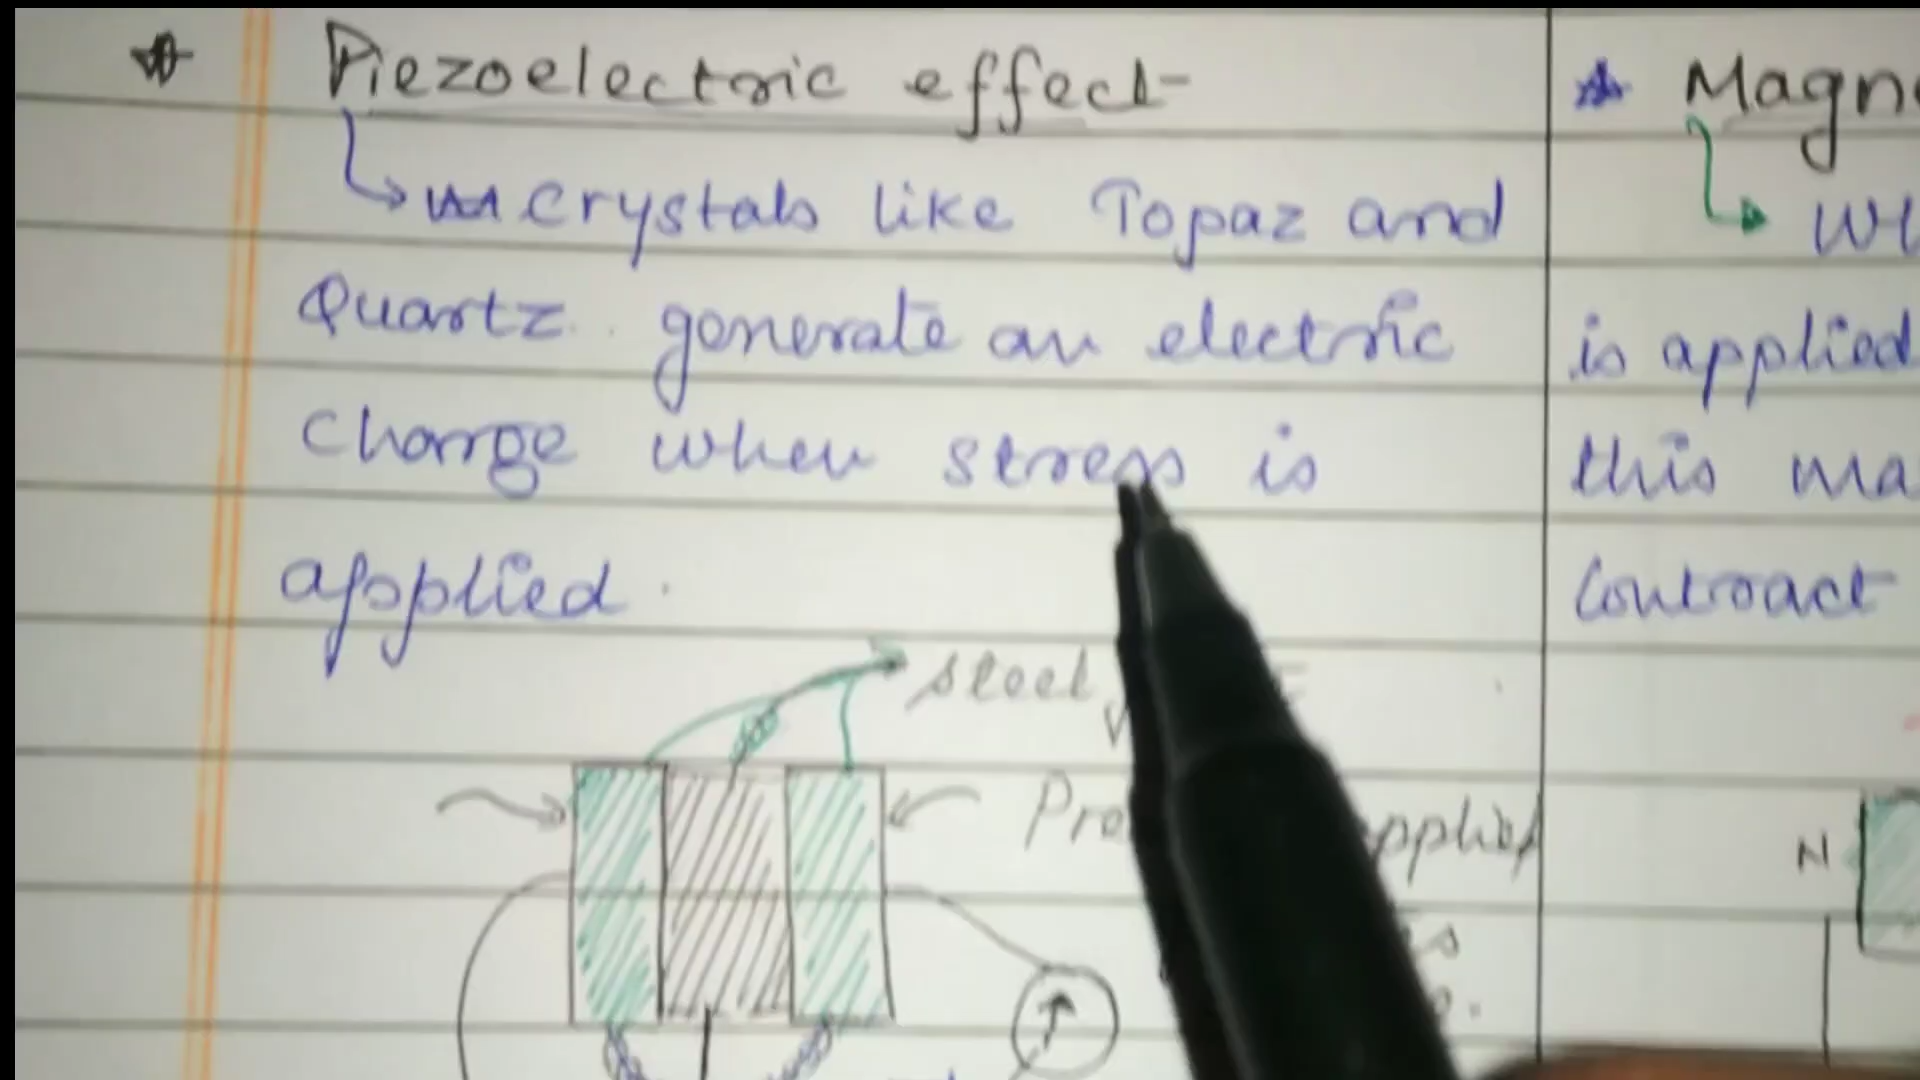 Piezoelectric effect-
crystals like Topaz and
Quartz generate an electric
charge when stress is
applied.
steel
Magn
is applied
this ma
contract
N